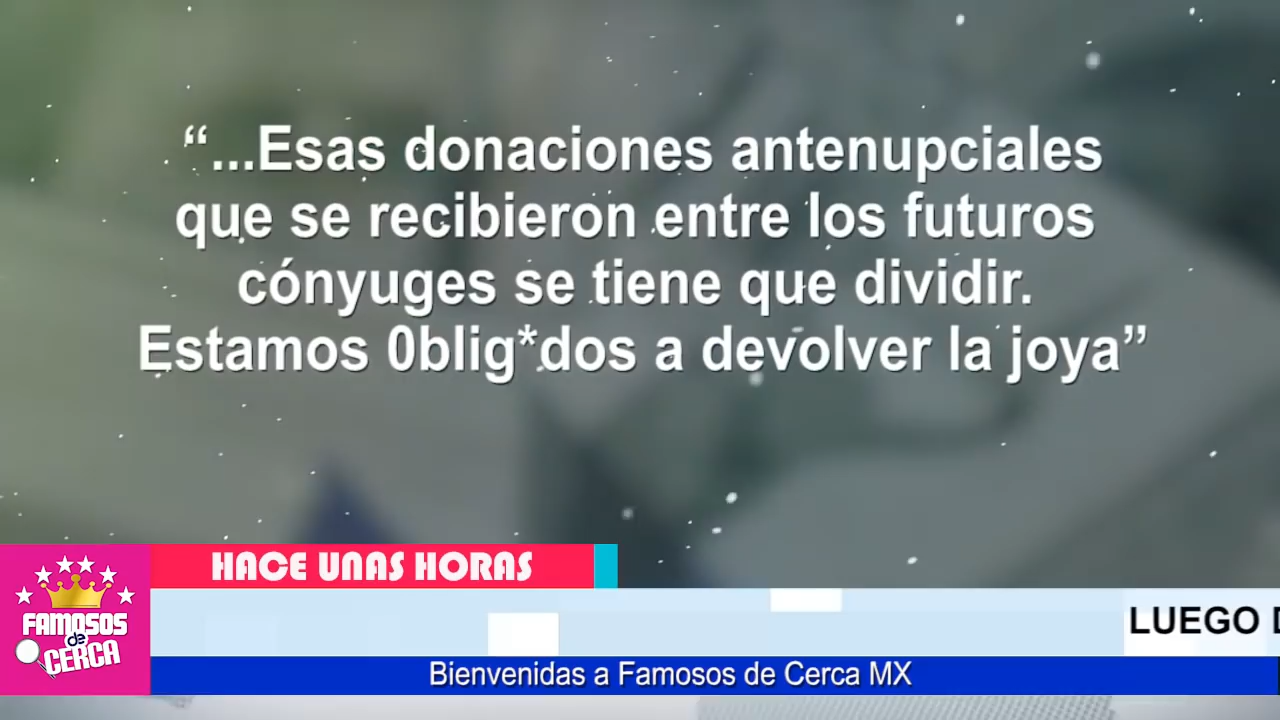 “...Esas donaciones antenupciales
que se recibieron entre los futuros
cónyuges se tiene que dividir.
Estamos 0blig*dos a devolver la joya”
HACE UNAS HORAS
FAMOSOS
de
CERCA
LUEGO
Bienvenidas a Famosos de Cerca MX